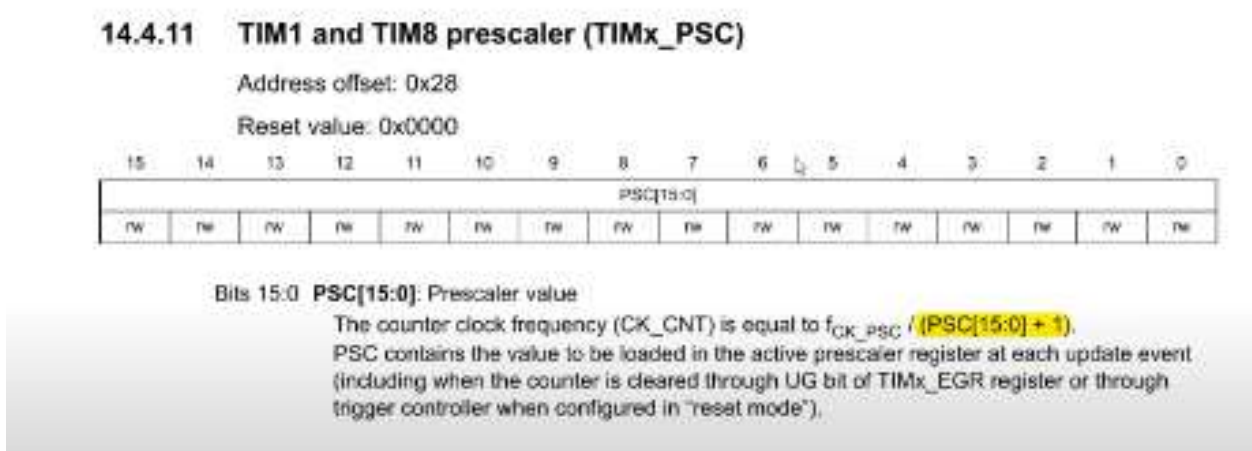 14.4.11 TIM1 and TIM8 prescaler (TIMx_PSC)
Address offset: 0x28
Reset value: 0x0000
15 14 13 12 11 10 9 8 7 6 5 4 3 2 1 0
PSC[15:0]
rw rw rw rw rw rw rw rw rw rw rw rw rw rw rw rw
Bits 15:0 PSC[15:0]: Prescaler value
The counter clock frequency (CK_CNT) is equal to fCK_PSC / (PSC[15:0] + 1).
PSC contains the value to be loaded in the active prescaler register at each update event
(including when the counter is cleared through UG bit of TIMx_EGR register or through
trigger controller when configured in "reset mode").